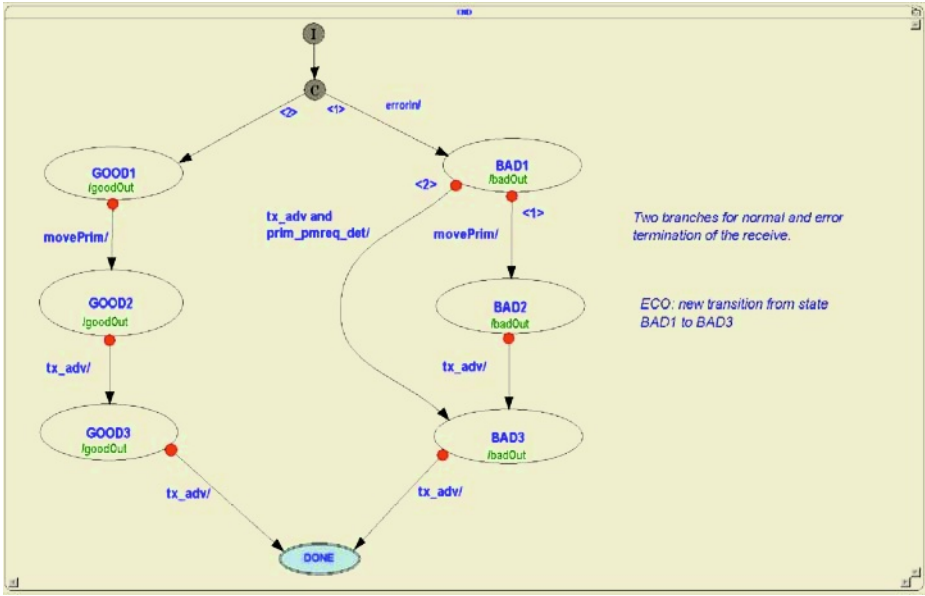 END
I
C
<2>
<1>
errorIn/
GOOD1
/goodOut
BAD1
/badOut
<2>
<1>
tx_adv and
prim_pmreq_det/
movePrim/
movePrim/
Two branches for normal and error
termination of the receive.
GOOD2
/goodOut
BAD2
/badOut
ECO: new transition from state
BAD1 to BAD3
tx_adv/
tx_adv/
GOOD3
/goodOut
BAD3
/badOut
tx_adv/
tx_adv/
DONE